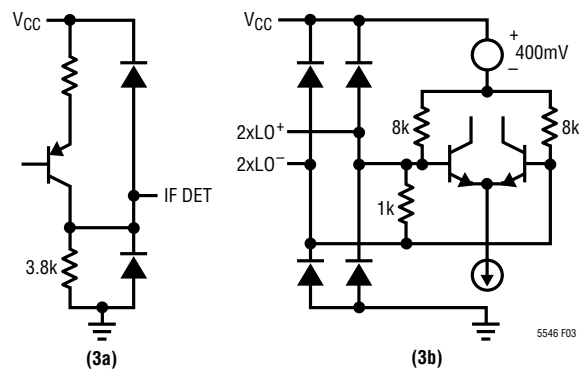 VCC
IF DET
3.8k
(3a)
VCC
+
400mV
–
8k
8k
2xLO+
2xLO–
1k
5546 F03
(3b)